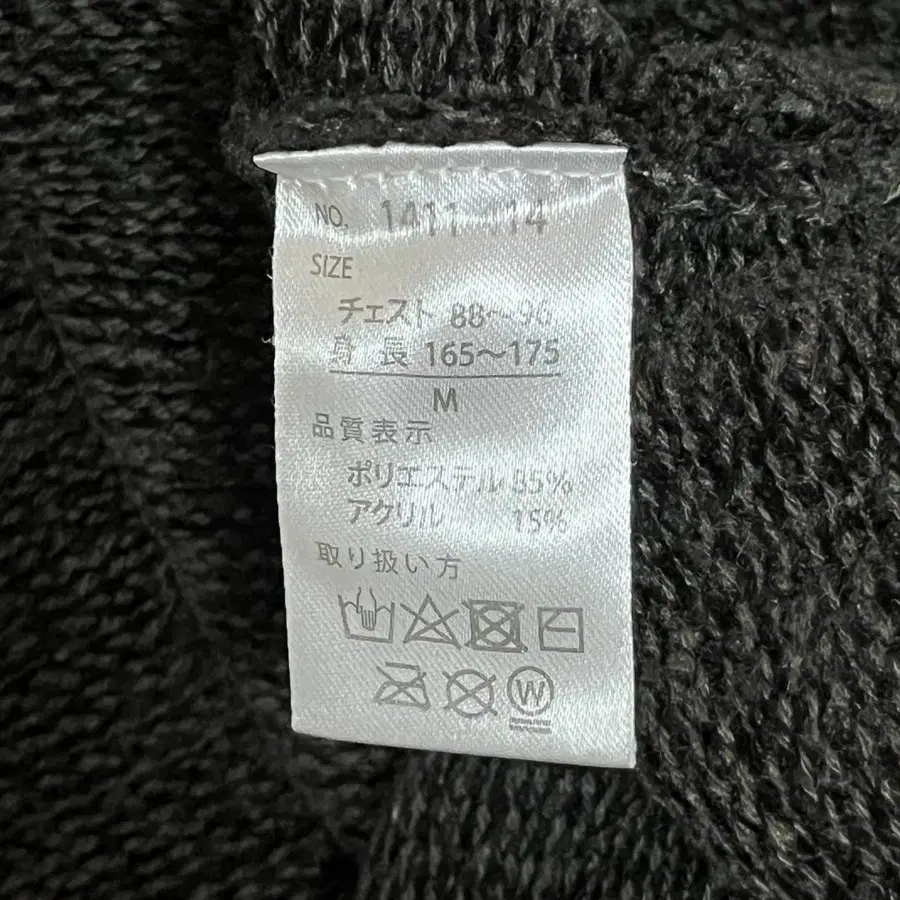 NO.
SIZE
チェスト 88～96
身長 165～175
M
品質表示
ポリエステル 85%
アクリル 15%
取り扱い方
W